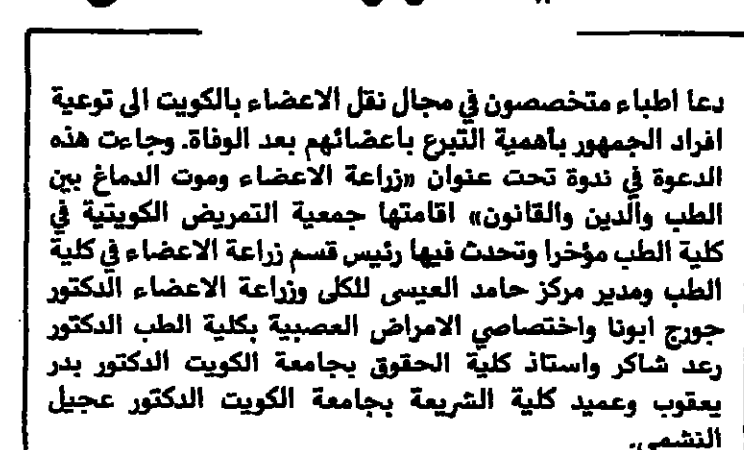 دعا اطباء متخصصون في مجال نقل الاعضاء بالكويت الى توعية
افراد الجمهور بأهمية التبرع باعضائهم بعد الوفاة. وجاءت هذه
الدعوة في ندوة تحت عنوان «زراعة الاعضاء وموت الدماغ بين
الطب والدين والقانون» اقامتها جمعية التمريض الكويتية في
كلية الطب مؤخرا وتحدث فيها رئيس قسم زراعة الاعضاء في كلية
الطب ومدير مركز حامد العيسى للكلى وزراعة الاعضاء الدكتور
جورج ابونا واختصاصي الامراض العصبية بكلية الطب الدكتور
رعد شاكر واستاذ كلية الحقوق بجامعة الكويت الدكتور بدر
يعقوب وعميد كلية الشريعة بجامعة الكويت الدكتور عجيل
النشمي.